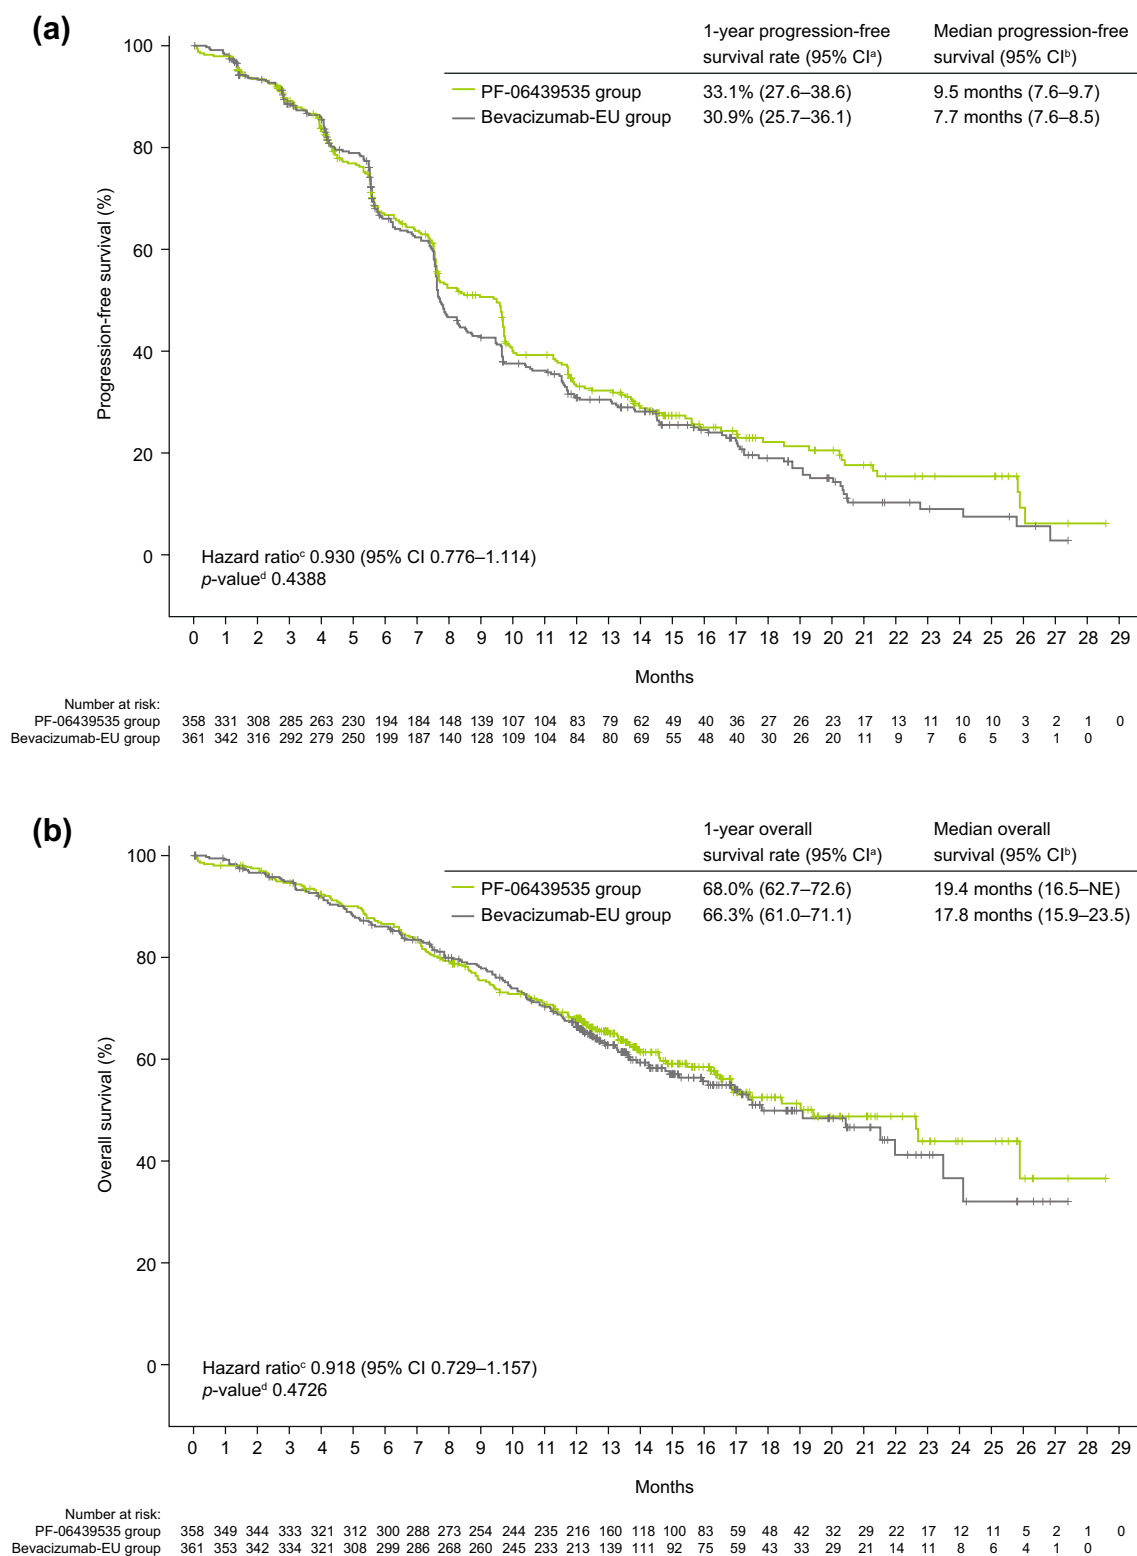 (a)
1-year progression-free Median progression-free
survival rate (95% CIᵃ) survival (95% CIᵇ)
PF-06439535 group 33.1% (27.6–38.6) 9.5 months (7.6–9.7)
Bevacizumab-EU group 30.9% (25.7–36.1) 7.7 months (7.6–8.5)
Progression-free survival (%)
100
80
60
40
20
0
Hazard ratioᶜ 0.930 (95% CI 0.776–1.114)
p-valueᵈ 0.4388
0 1 2 3 4 5 6 7 8 9 10 11 12 13 14 15 16 17 18 19 20 21 22 23 24 25 26 27 28 29
Months
Number at risk:
PF-06439535 group 358 331 308 285 263 230 194 184 148 139 107 104 83 79 62 49 40 36 27 26 23 17 13 11 10 10 3 2 1 0
Bevacizumab-EU group 361 342 316 292 279 250 199 187 140 128 109 104 84 80 69 55 48 40 30 26 20 11 9 7 6 5 3 1 0
(b)
1-year overall Median overall
survival rate (95% CIᵃ) survival (95% CIᵇ)
PF-06439535 group 68.0% (62.7–72.6) 19.4 months (16.5–NE)
Bevacizumab-EU group 66.3% (61.0–71.1) 17.8 months (15.9–23.5)
Overall survival (%)
100
80
60
40
20
0
Hazard ratioᶜ 0.918 (95% CI 0.729–1.157)
p-valueᵈ 0.4726
0 1 2 3 4 5 6 7 8 9 10 11 12 13 14 15 16 17 18 19 20 21 22 23 24 25 26 27 28 29
Months
Number at risk:
PF-06439535 group 358 349 344 333 321 312 300 288 273 254 244 235 216 160 118 100 83 59 48 42 32 29 22 17 12 11 5 2 1 0
Bevacizumab-EU group 361 353 342 334 321 308 299 286 268 260 245 233 213 139 111 92 75 59 43 33 29 21 14 11 8 6 4 1 0